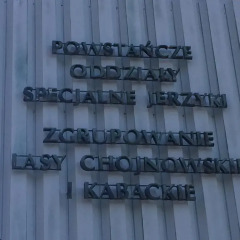 POWSTAŃCZE
ODDZIAŁY
SPECJALNE JERZYKI
ZGRUPOWANIE
LASY CHOJNOWSKIE
I KABACKIE